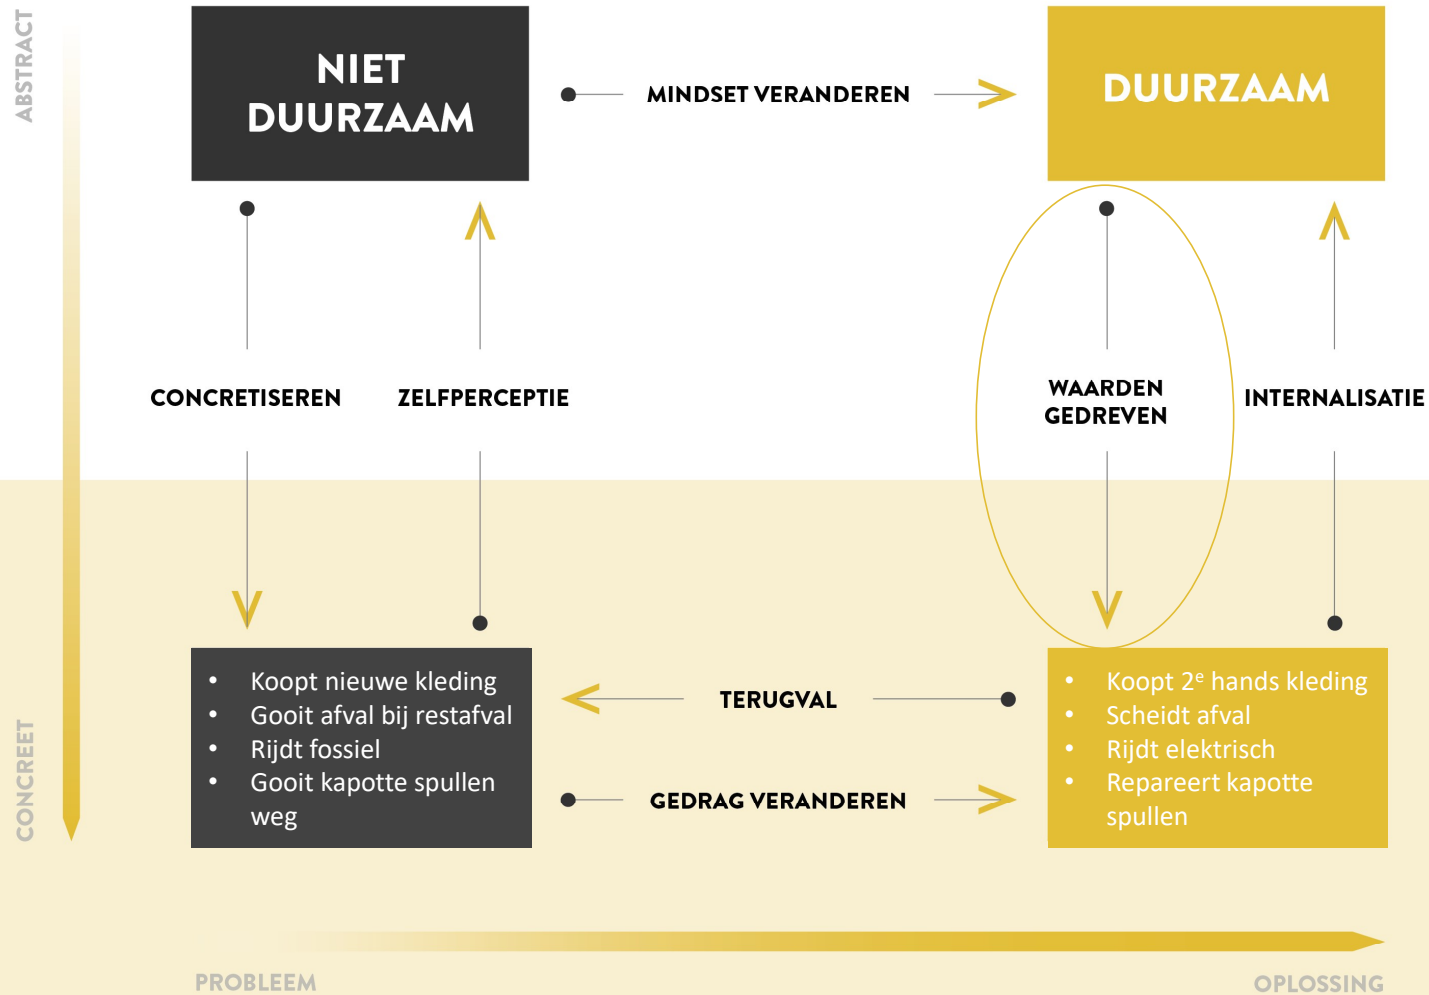 ABSTRACT
NIET
DUURZAAM
MINDSET VERANDEREN
DUURZAAM
CONCRETISEREN
ZELFPERCEPTIE
WAARDEN
GEDREVEN
INTERNALISATIE
CONCREET
• Koopt nieuwe kleding
• Gooit afval bij restafval
• Rijdt fossiel
• Gooit kapotte spullen
weg
TERUGVAL
GEDRAG VERANDEREN
• Koopt 2e hands kleding
• Scheidt afval
• Rijdt elektrisch
• Repareert kapotte
spullen
PROBLEEM
OPLOSSING